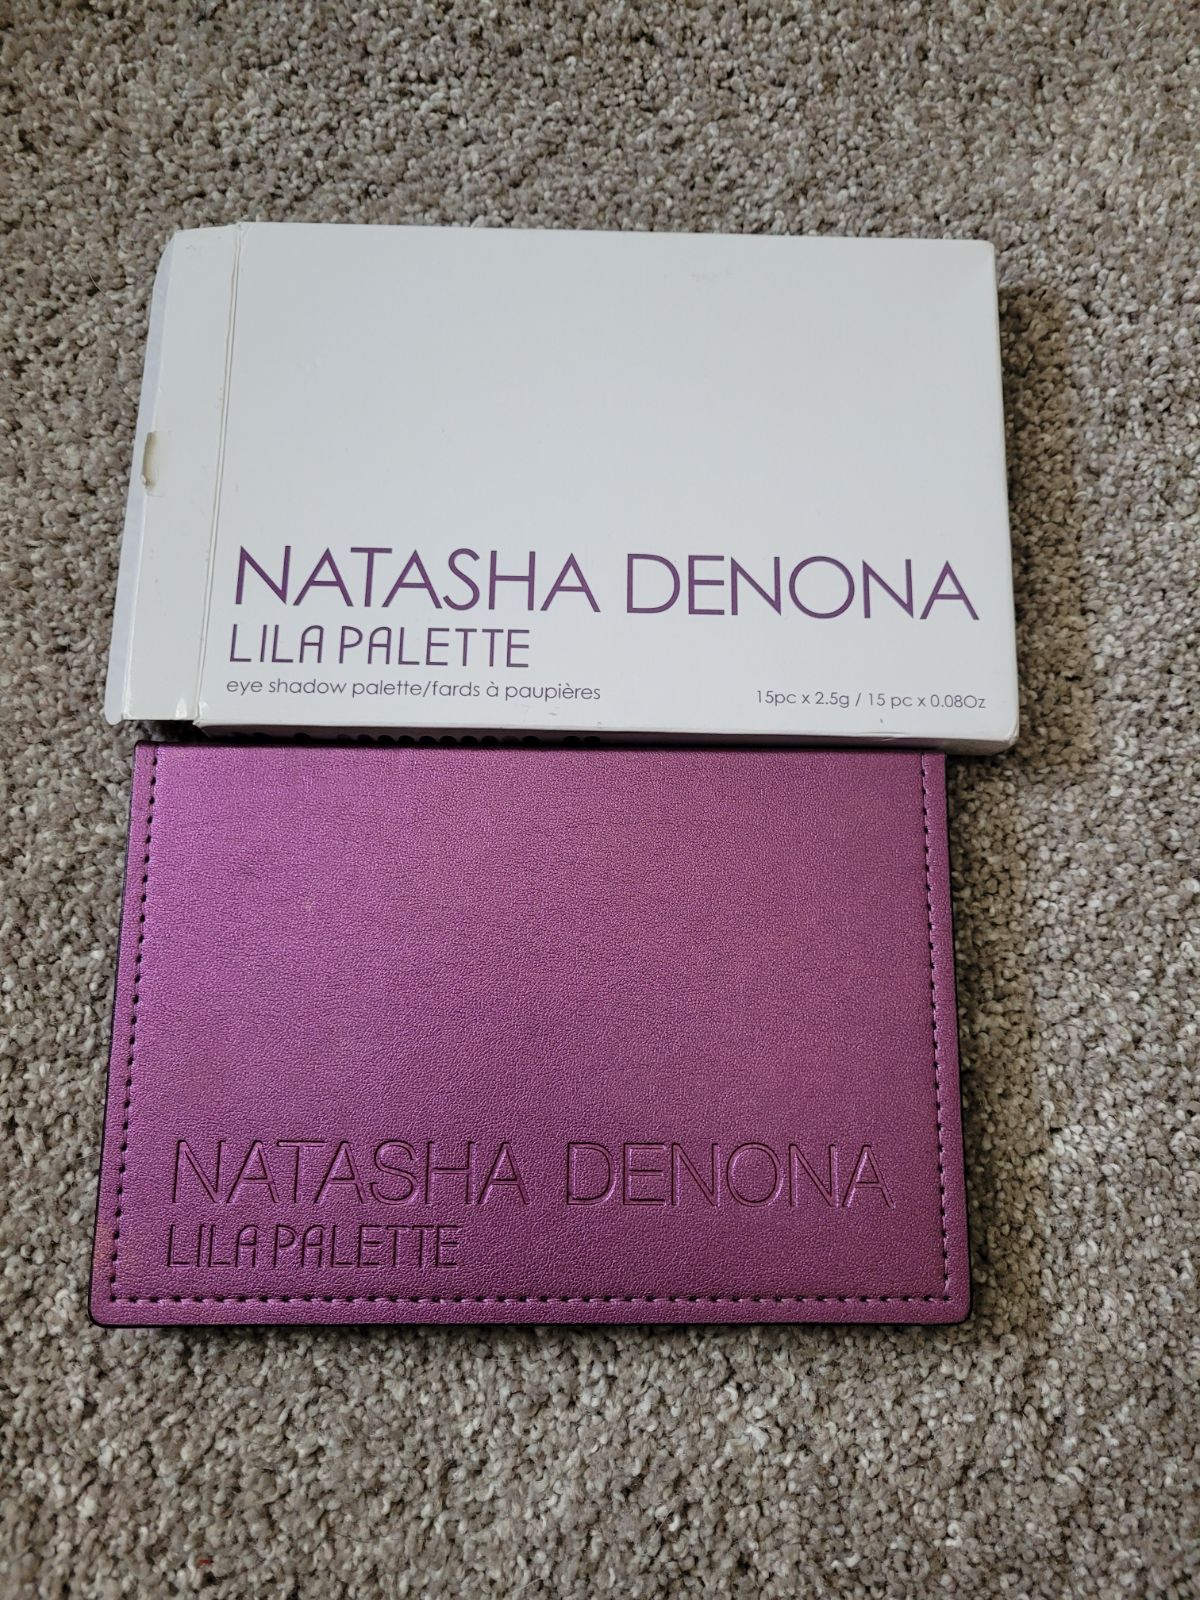 NATASHA DENONA
LILA PALETTE
eye shadow palette/fards à paupières
15pc x 2.5g / 15 pc x 0.08Oz
NATASHA DENONA
LILA PALETTE